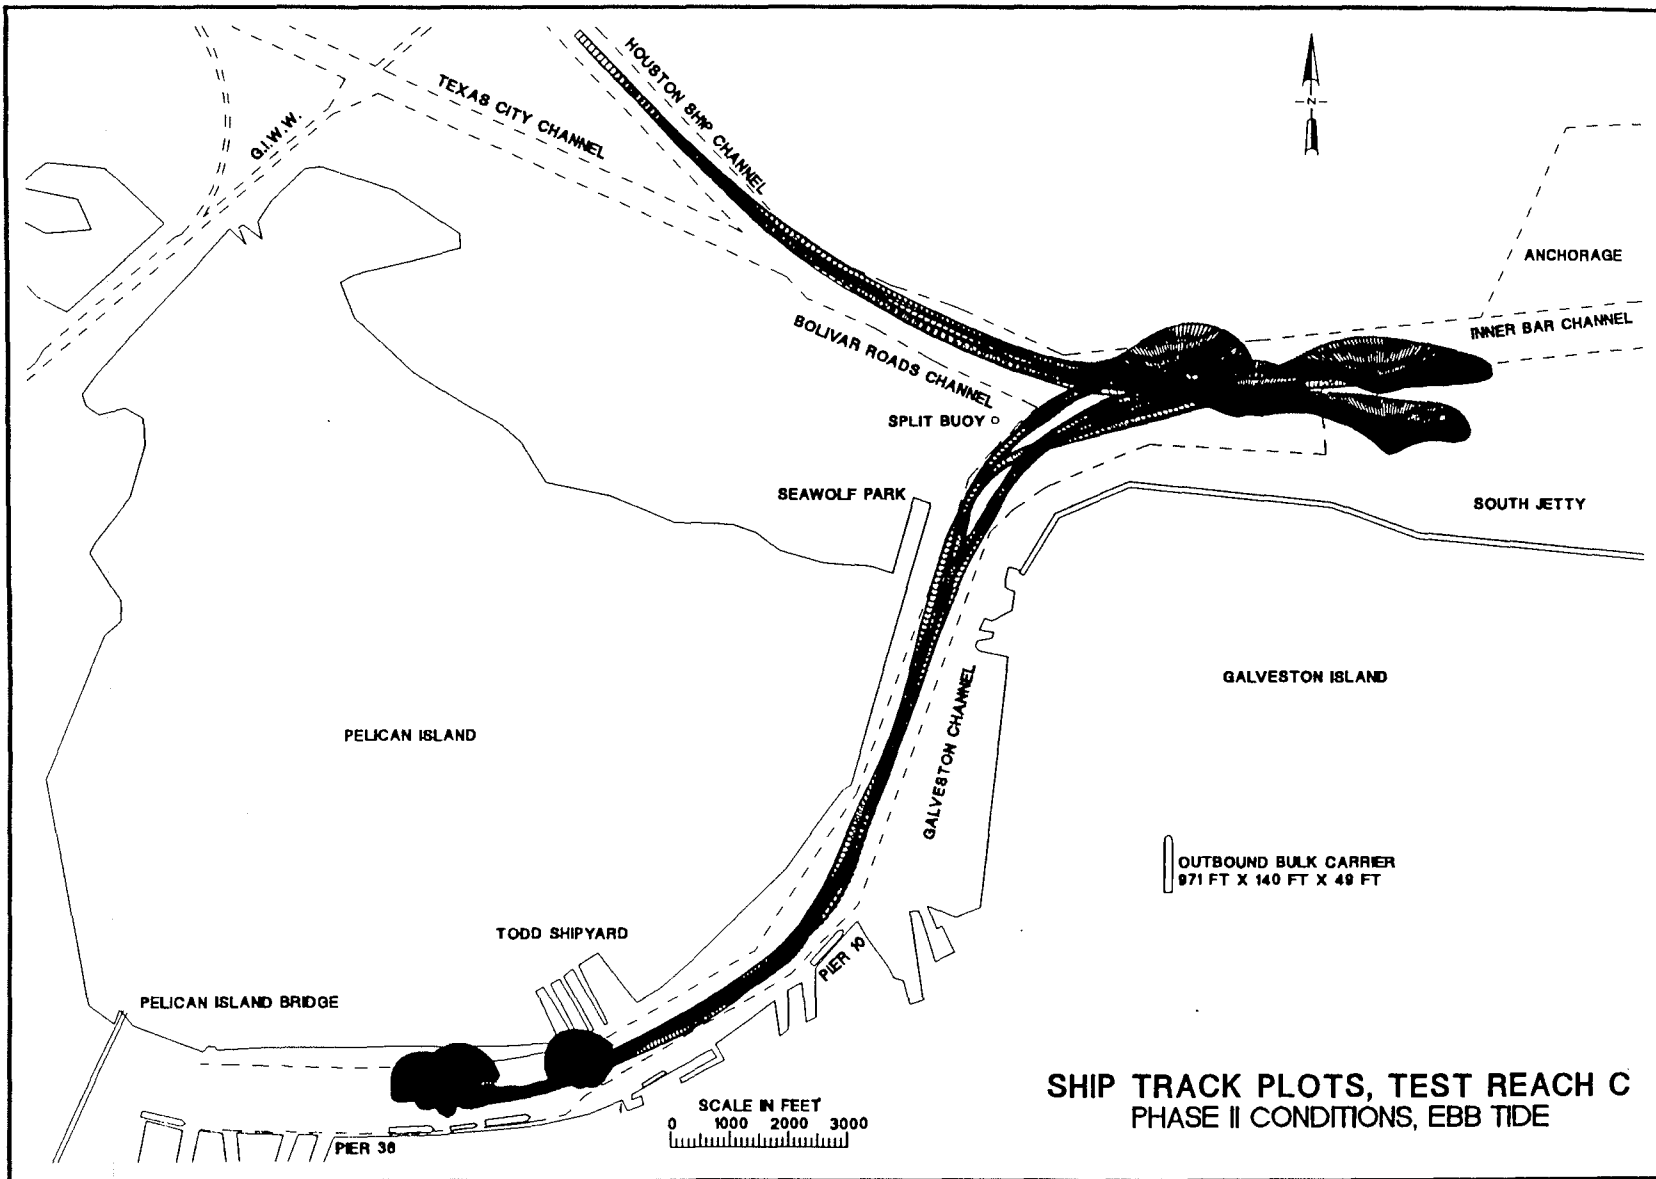 HOUSTON SHIP CHANNEL
TEXAS CITY CHANNEL
G.I.W.W.
N
ANCHORAGE
INNER BAR CHANNEL
BOLIVAR ROADS CHANNEL
SPLIT BUOY
SEAWOLF PARK
SOUTH JETTY
GALVESTON ISLAND
PELICAN ISLAND
GALVESTON CHANNEL
OUTBOUND BULK CARRIER
971 FT X 140 FT X 49 FT
TODD SHIPYARD
PIER 10
PELICAN ISLAND BRIDGE
SCALE IN FEET
0 1000 2000 3000
PIER 36
SHIP TRACK PLOTS, TEST REACH C
PHASE II CONDITIONS, EBB TIDE